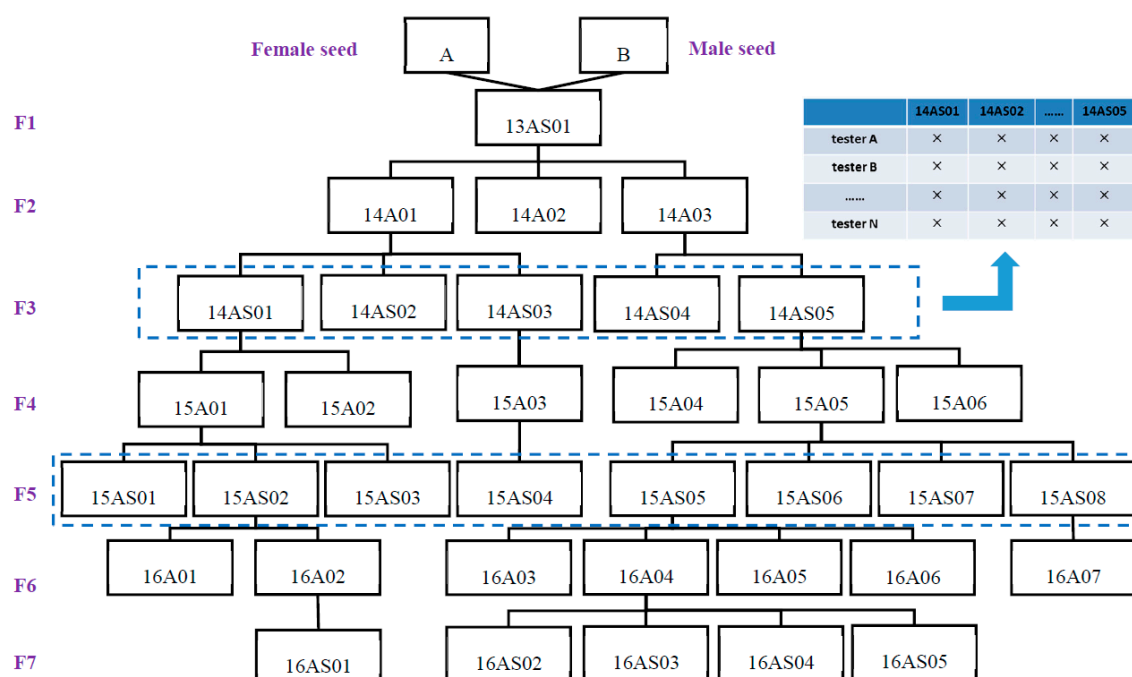 Female seed
A
B
Male seed
F1
13AS01
14AS01 14AS02 ...... 14AS05
tester A × × × ×
tester B × × × ×
...... × × × ×
tester N × × × ×
F2
14A01 14A02 14A03
F3
14AS01 14AS02 14AS03 14AS04 14AS05
F4
15A01 15A02 15A03 15A04 15A05 15A06
F5
15AS01 15AS02 15AS03 15AS04 15AS05 15AS06 15AS07 15AS08
F6
16A01 16A02 16A03 16A04 16A05 16A06 16A07
F7
16AS01 16AS02 16AS03 16AS04 16AS05